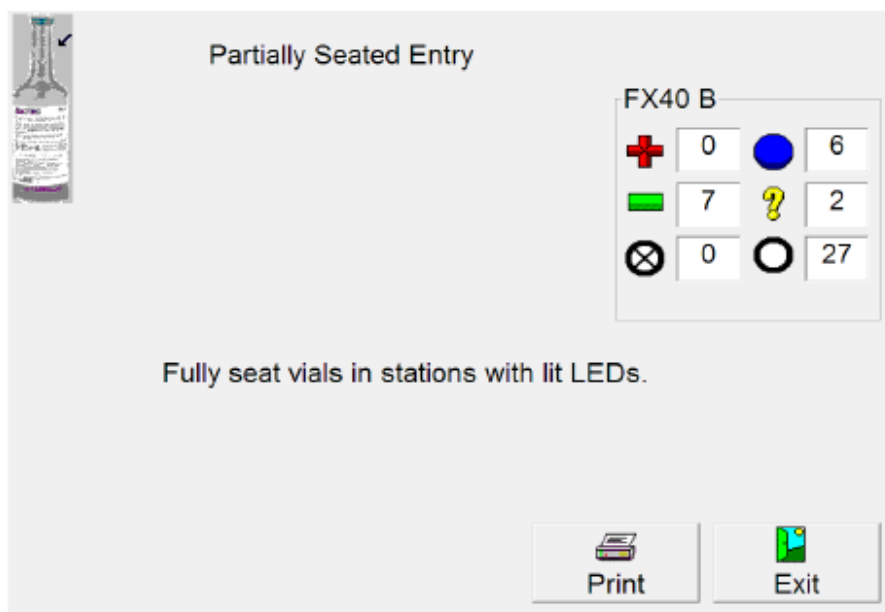 Partially Seated Entry
FX40 B
0 6
7 2
0 27
Fully seat vials in stations with lit LEDs.
Print
Exit